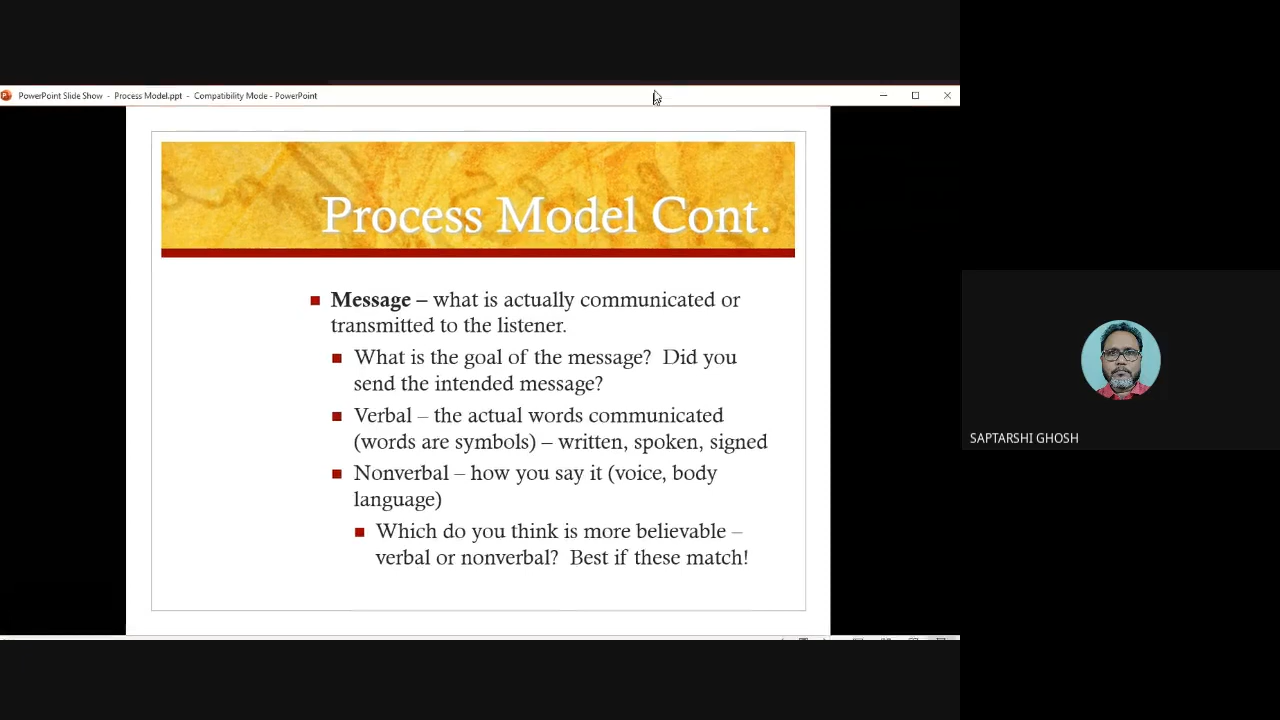 PowerPoint Slide Show - Process Model.ppt - Compatibility Mode - PowerPoint
Process Model Cont.
Message – what is actually communicated or
transmitted to the listener.
What is the goal of the message? Did you
send the intended message?
Verbal – the actual words communicated
(words are symbols) – written, spoken, signed
Nonverbal – how you say it (voice, body
language)
Which do you think is more believable –
verbal or nonverbal? Best if these match!
SAPTARSHI GHOSH